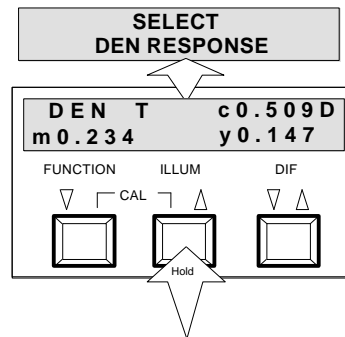 SELECT
DEN RESPONSE
DEN T c0.509D
m0.234 y0.147
FUNCTION ILLUM DIF
CAL
Hold